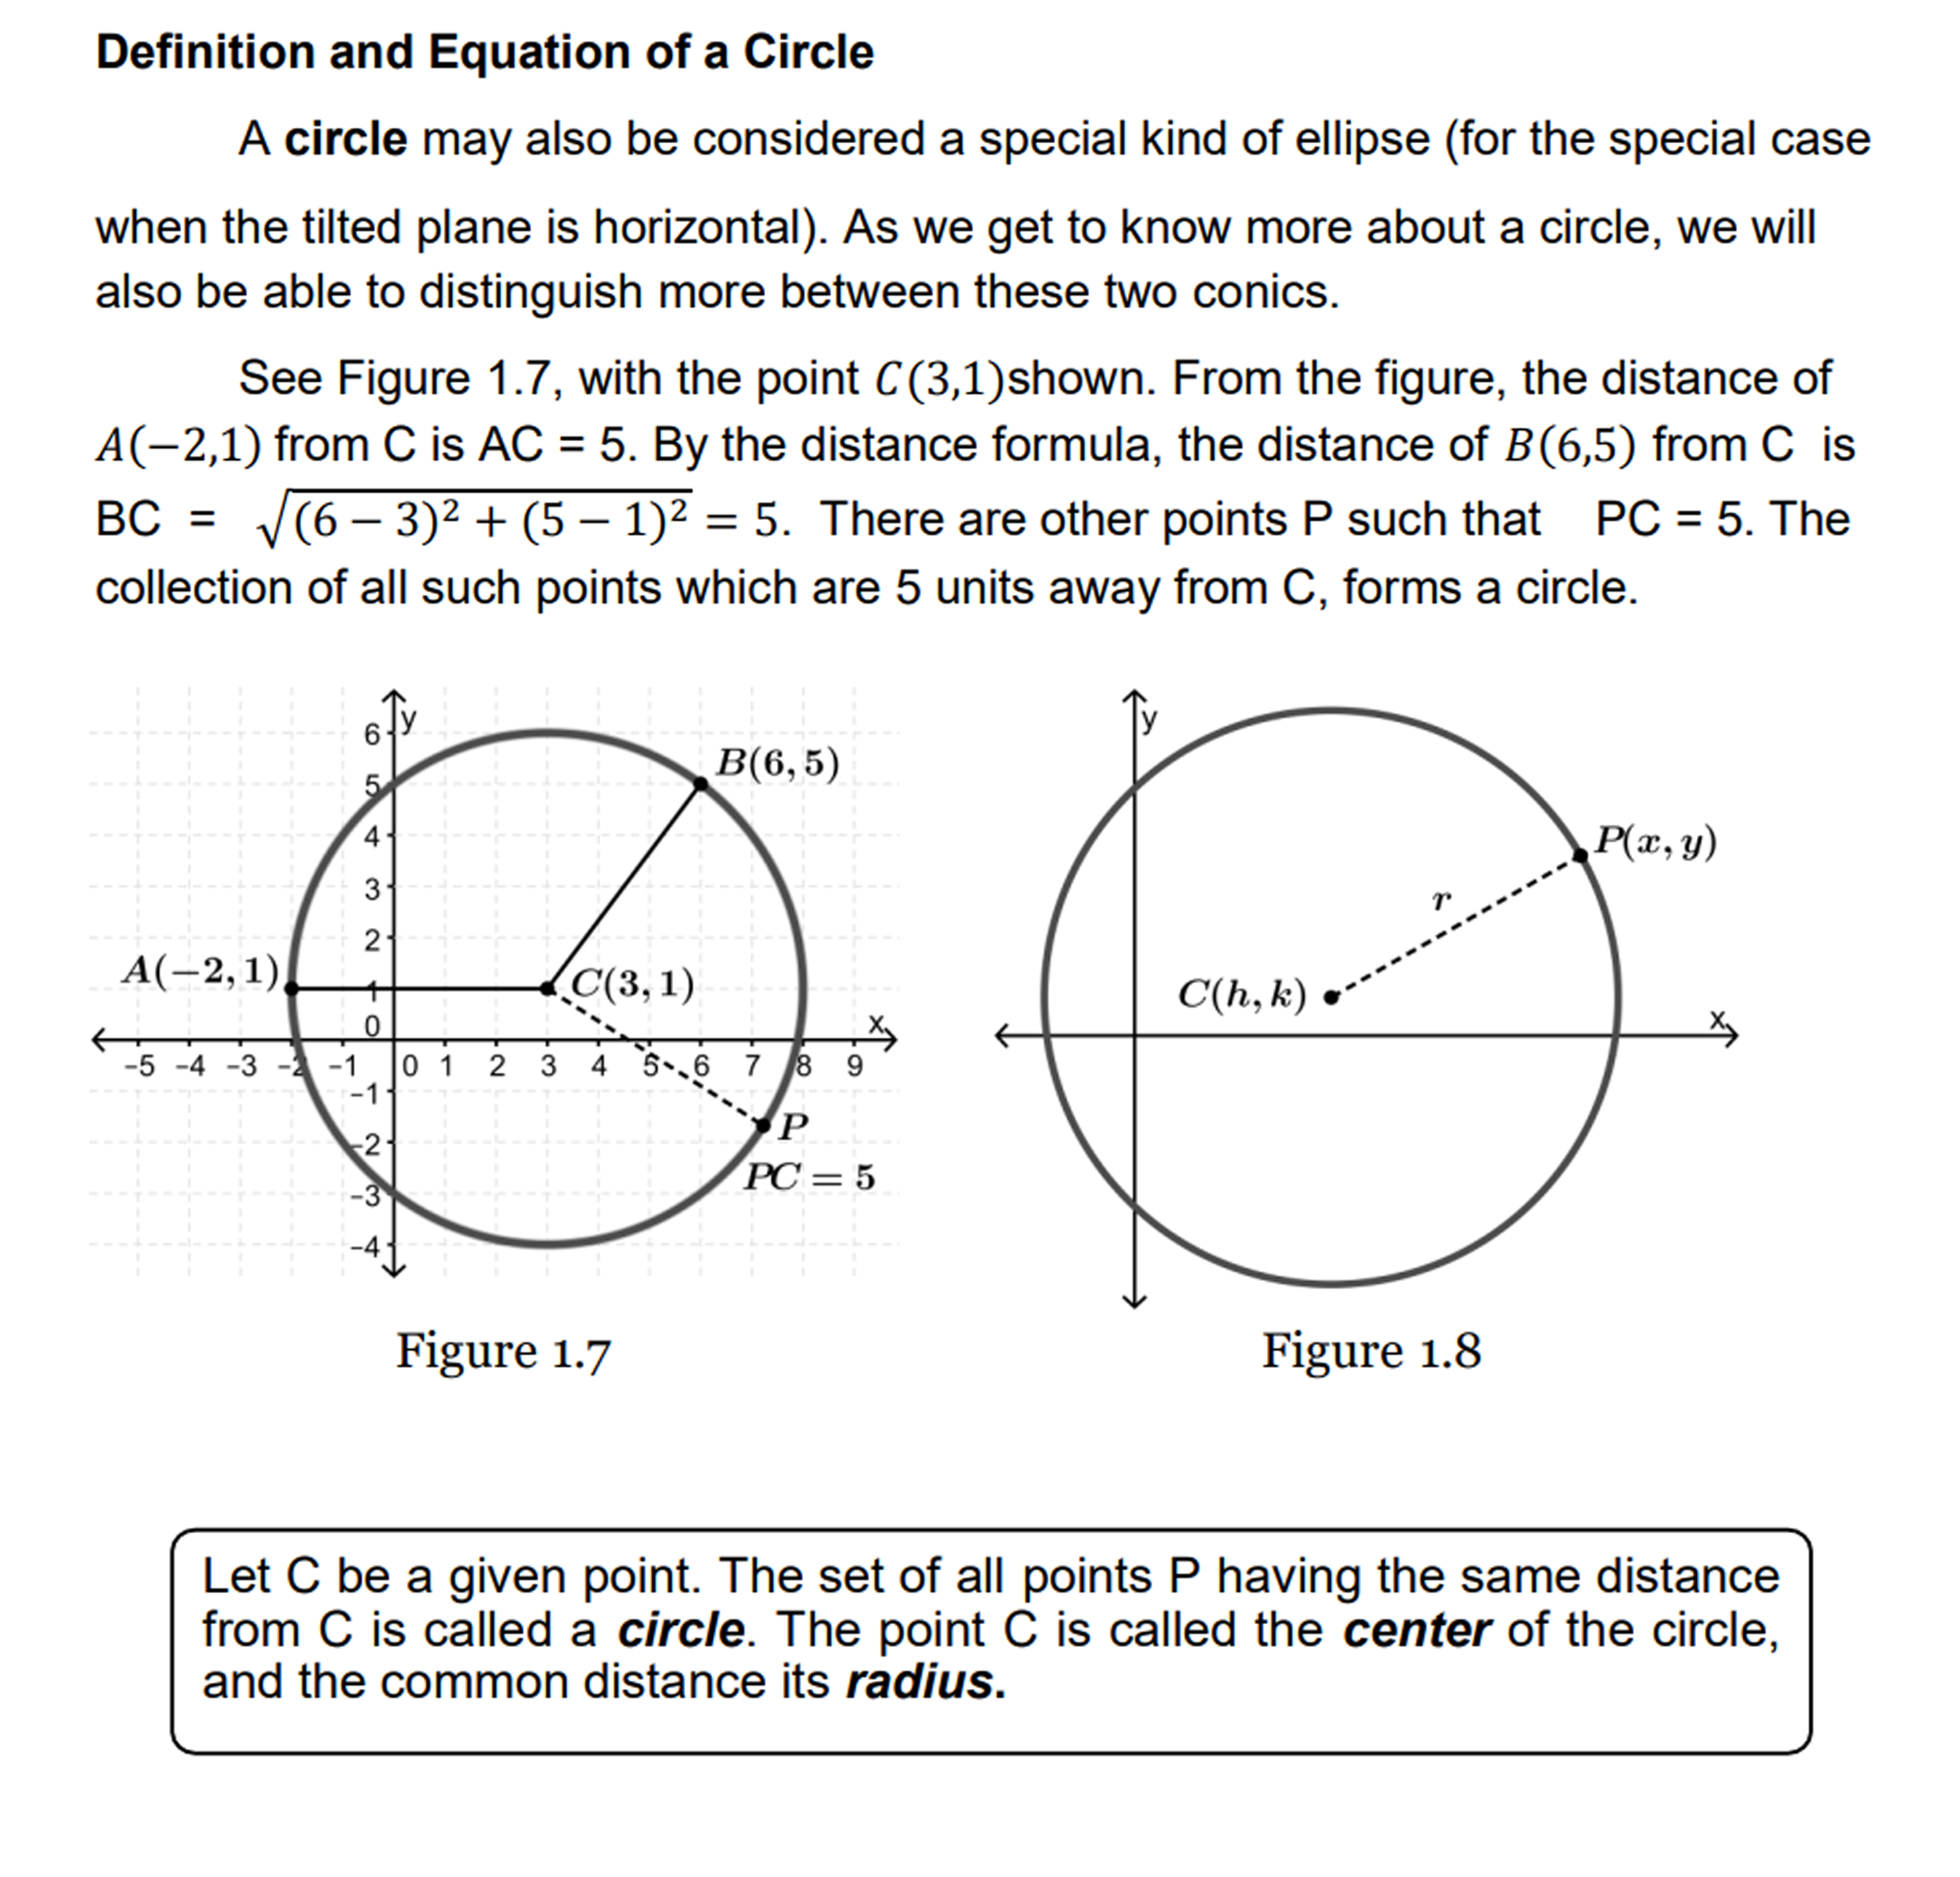 Definition and Equation of a Circle
A circle may also be considered a special kind of ellipse (for the special case
when the tilted plane is horizontal). As we get to know more about a circle, we will
also be able to distinguish more between these two conics.
See Figure 1.7, with the point C(3,1)shown. From the figure, the distance of
A(−2,1) from C is AC = 5. By the distance formula, the distance of B(6,5) from C is
BC = √(6 − 3)² + (5 − 1)² = 5. There are other points P such that PC = 5. The
collection of all such points which are 5 units away from C, forms a circle.
y
6
B(6, 5)
5
4
3
2
A(−2, 1)
1
C(3, 1)
0
x
−5 −4 −3 −2 −1 0 1 2 3 4 5 6 7 8 9
−1
P
−2
PC = 5
−3
−4
Figure 1.7
y
P(x, y)
r
C(h, k)
x
Figure 1.8
Let C be a given point. The set of all points P having the same distance
from C is called a circle. The point C is called the center of the circle,
and the common distance its radius.